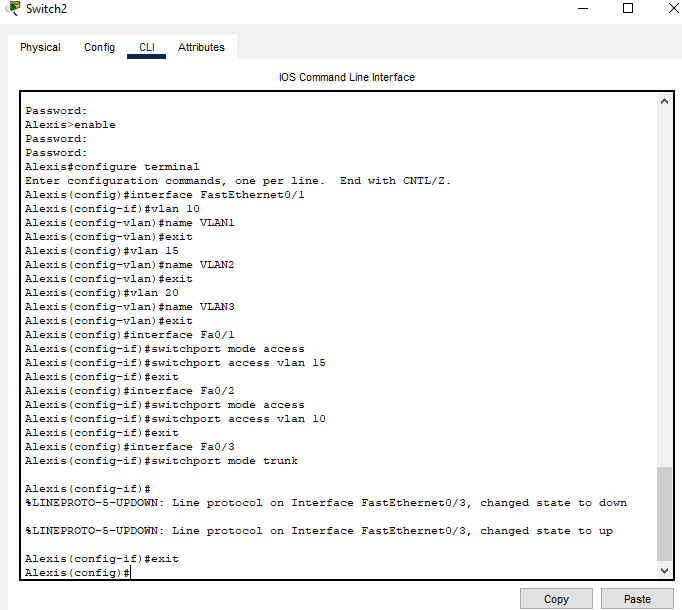 Switch2
Physical Config CLI Attributes
IOS Command Line Interface
Password:
Alexis>enable
Password:
Password:
Alexis#configure terminal
Enter configuration commands, one per line.  End with CNTL/Z.
Alexis(config)#interface FastEthernet0/1
Alexis(config-if)#vlan 10
Alexis(config-vlan)#name VLAN1
Alexis(config-vlan)#exit
Alexis(config)#vlan 15
Alexis(config-vlan)#name VLAN2
Alexis(config-vlan)#exit
Alexis(config)#vlan 20
Alexis(config-vlan)#name VLAN3
Alexis(config-vlan)#exit
Alexis(config)#interface Fa0/1
Alexis(config-if)#switchport mode access
Alexis(config-if)#switchport access vlan 15
Alexis(config-if)#exit
Alexis(config)#interface Fa0/2
Alexis(config-if)#switchport mode access
Alexis(config-if)#switchport access vlan 10
Alexis(config-if)#exit
Alexis(config)#interface Fa0/3
Alexis(config-if)#switchport mode trunk
Alexis(config-if)#
%LINEPROTO-5-UPDOWN: Line protocol on Interface FastEthernet0/3, changed state to down
%LINEPROTO-5-UPDOWN: Line protocol on Interface FastEthernet0/3, changed state to up
Alexis(config-if)#exit
Alexis(config)#
Copy Paste